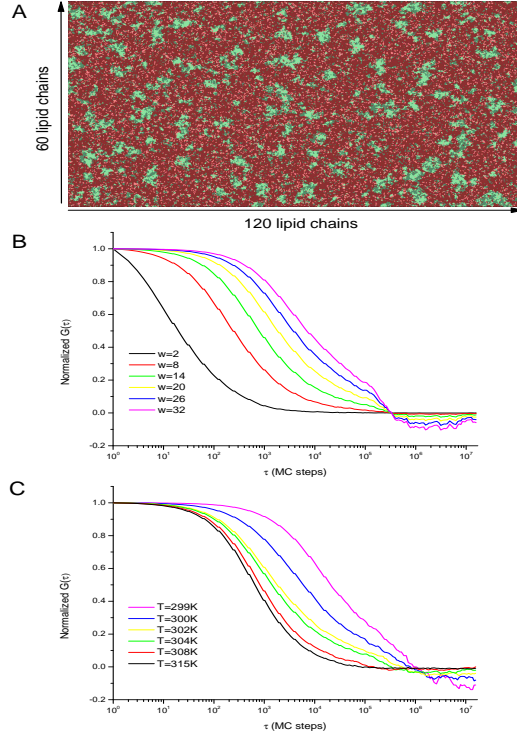 A
60 lipid chains
120 lipid chains
B
Normalized G(τ)
1.0
0.8
0.6
0.4
0.2
0.0
-0.2
w=2
w=8
w=14
w=20
w=26
w=32
10⁰ 10¹ 10² 10³ 10⁴ 10⁵ 10⁶ 10⁷
τ (MC steps)
C
Normalized G(τ)
1.0
0.8
0.6
0.4
0.2
0.0
-0.2
T=299K
T=300K
T=302K
T=304K
T=308K
T=315K
10⁰ 10¹ 10² 10³ 10⁴ 10⁵ 10⁶ 10⁷
τ (MC steps)